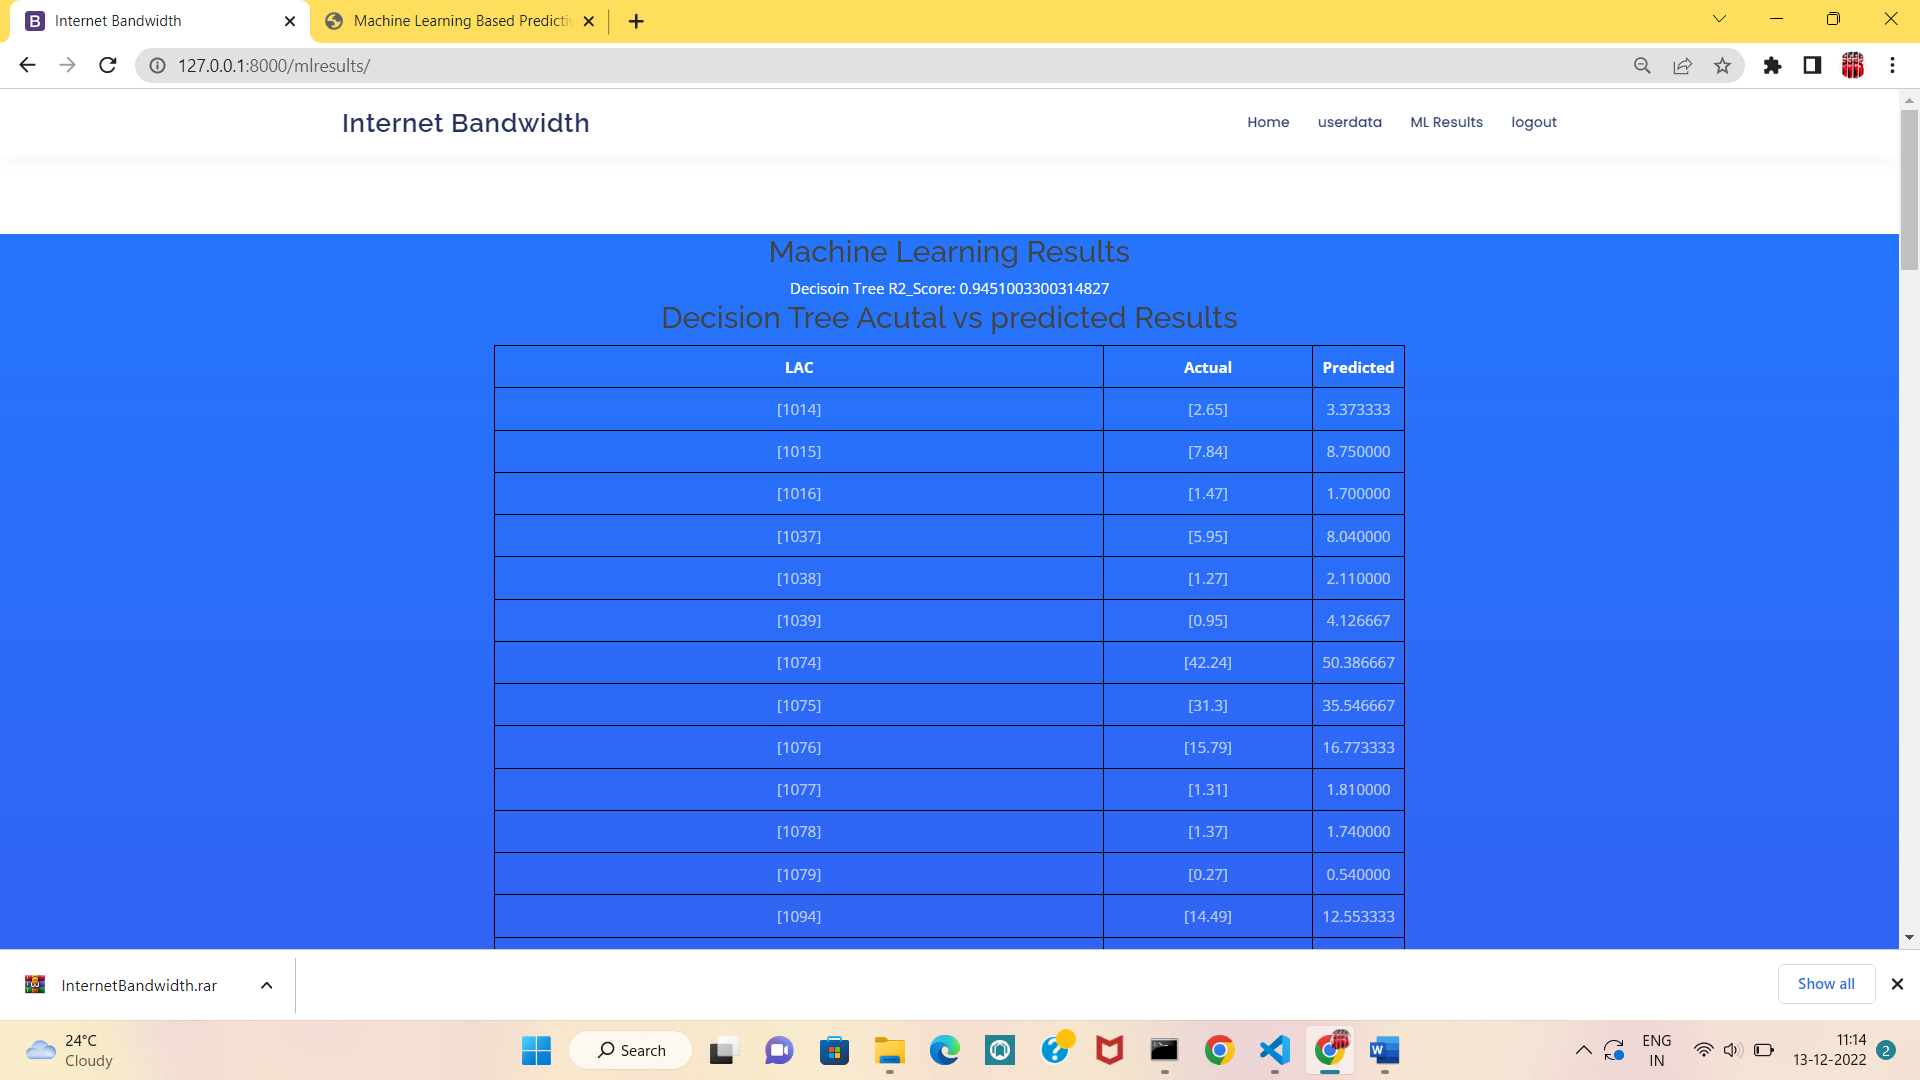 Internet Bandwidth
Machine Learning Based Predicti
127.0.0.1:8000/mlresults/
Internet Bandwidth
Home userdata ML Results logout
Machine Learning Results
Decisoin Tree R2_Score: 0.9451003300314827
Decision Tree Acutal vs predicted Results
LAC Actual Predicted
[1014] [2.65] 3.373333
[1015] [7.84] 8.750000
[1016] [1.47] 1.700000
[1037] [5.95] 8.040000
[1038] [1.27] 2.110000
[1039] [0.95] 4.126667
[1074] [42.24] 50.386667
[1075] [31.3] 35.546667
[1076] [15.79] 16.773333
[1077] [1.31] 1.810000
[1078] [1.37] 1.740000
[1079] [0.27] 0.540000
[1094] [14.49] 12.553333
InternetBandwidth.rar
Show all
24°C
Cloudy
Search
ENG
IN
11:14
13-12-2022
2